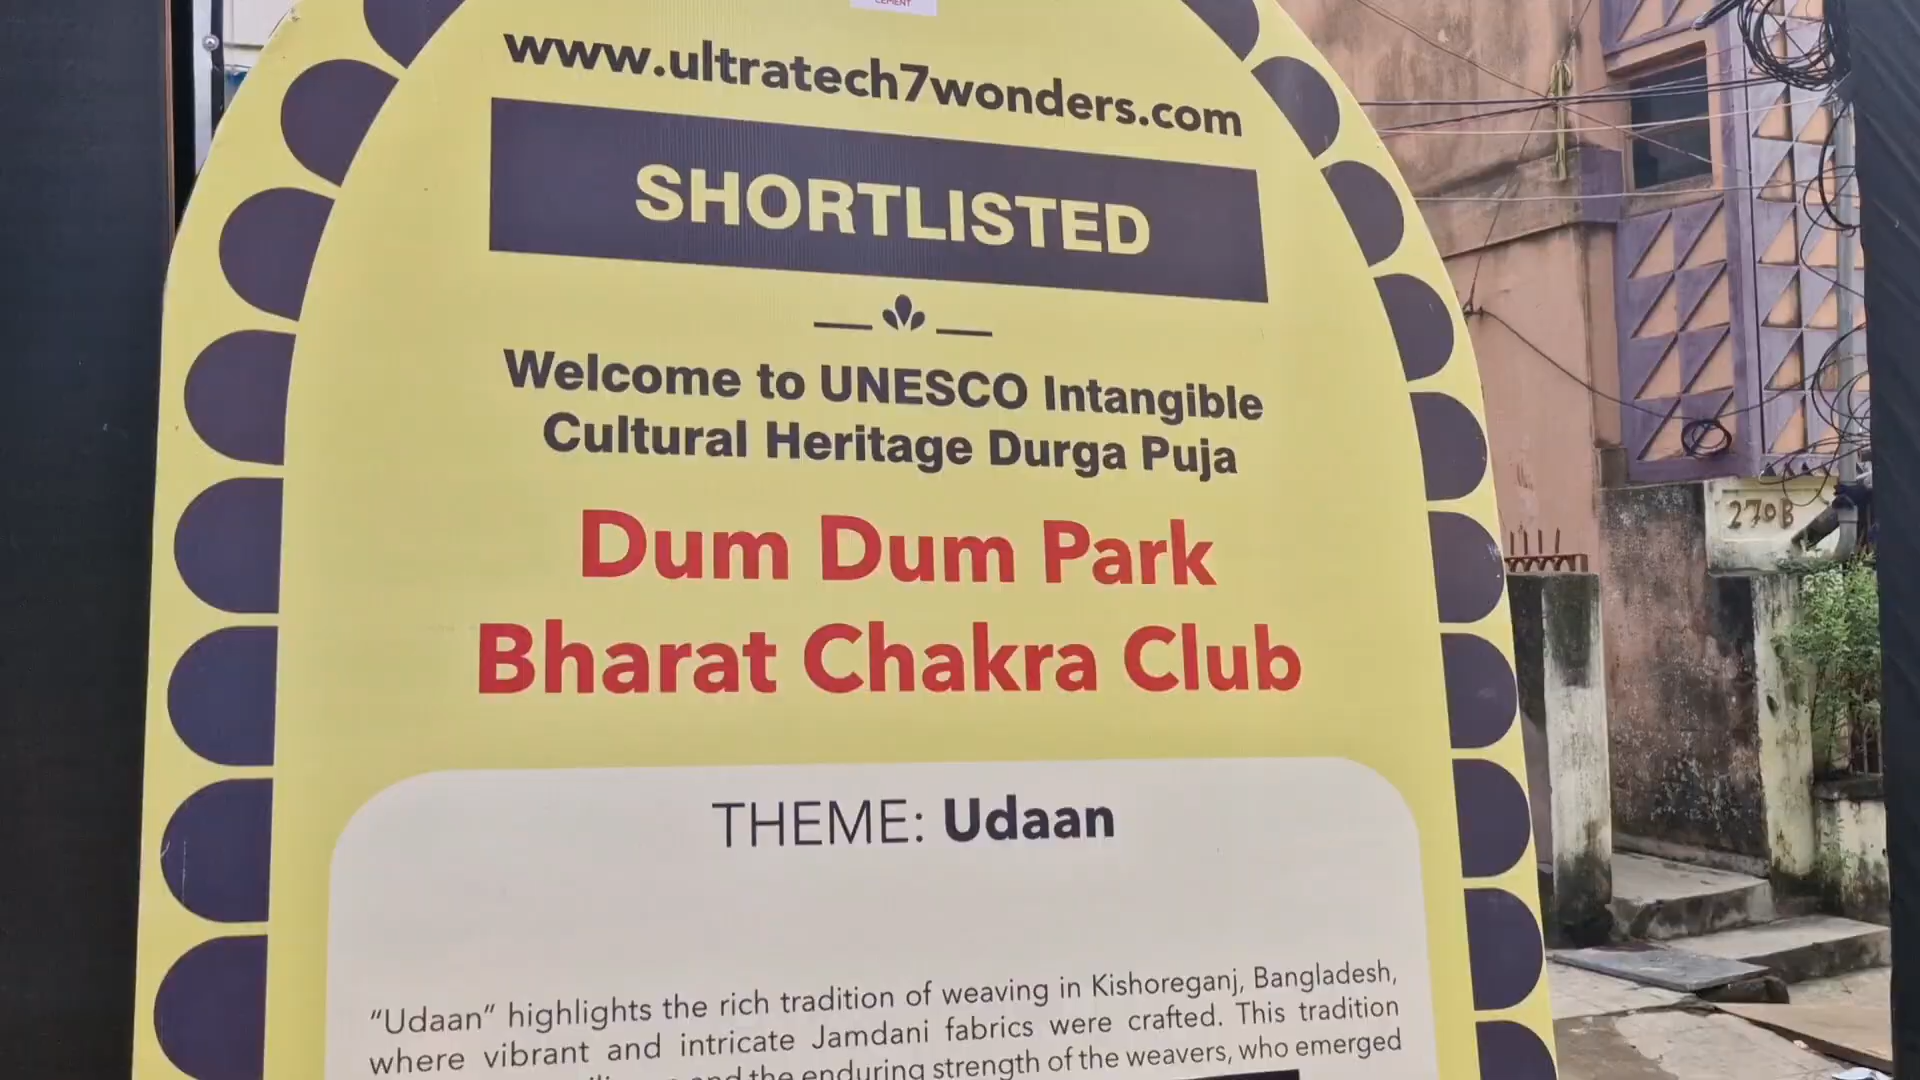 CEMENT
www.ultratech7wonders.com
SHORTLISTED
Welcome to UNESCO Intangible
Cultural Heritage Durga Puja
Dum Dum Park
Bharat Chakra Club
THEME: Udaan
"Udaan" highlights the rich tradition of weaving in Kishoreganj, Bangladesh,
where vibrant and intricate Jamdani fabrics were crafted. This tradition
and the enduring strength of the weavers, who emerged
270B